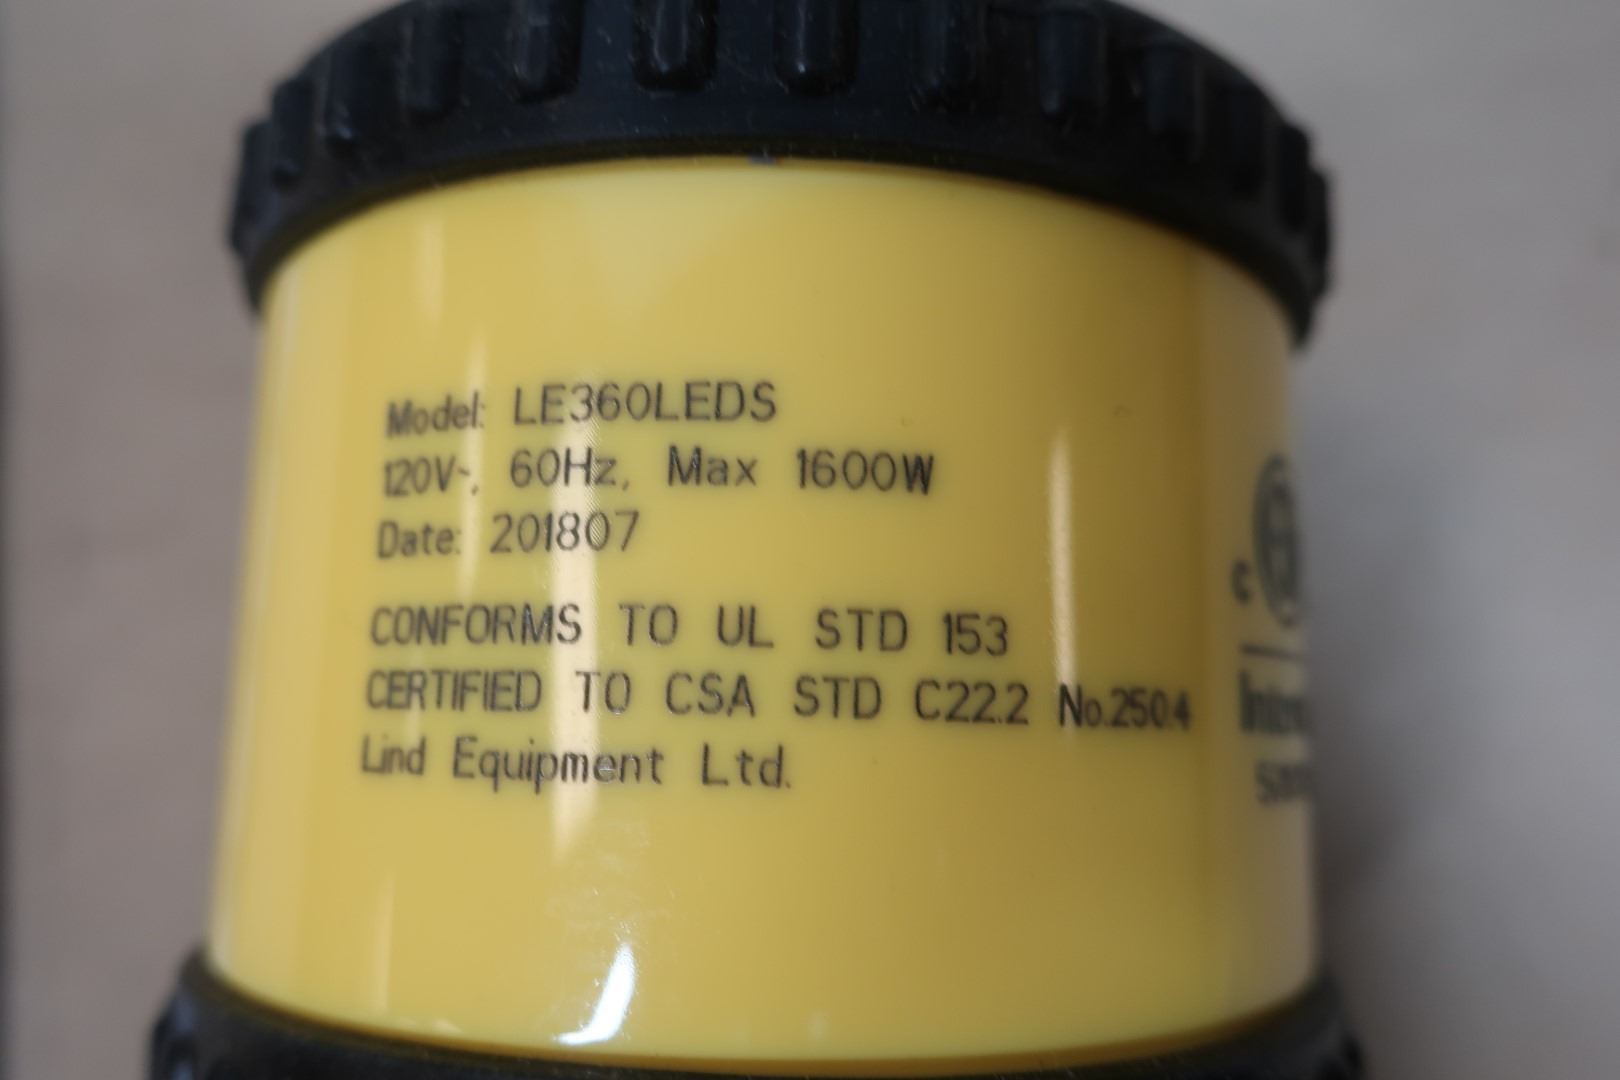 Model: LE360LEDS
120V~, 60Hz, Max 1600W
Date: 201807
CONFORMS TO UL STD 153
CERTIFIED TO CSA STD C22.2 No.250.4
Lind Equipment Ltd.
c